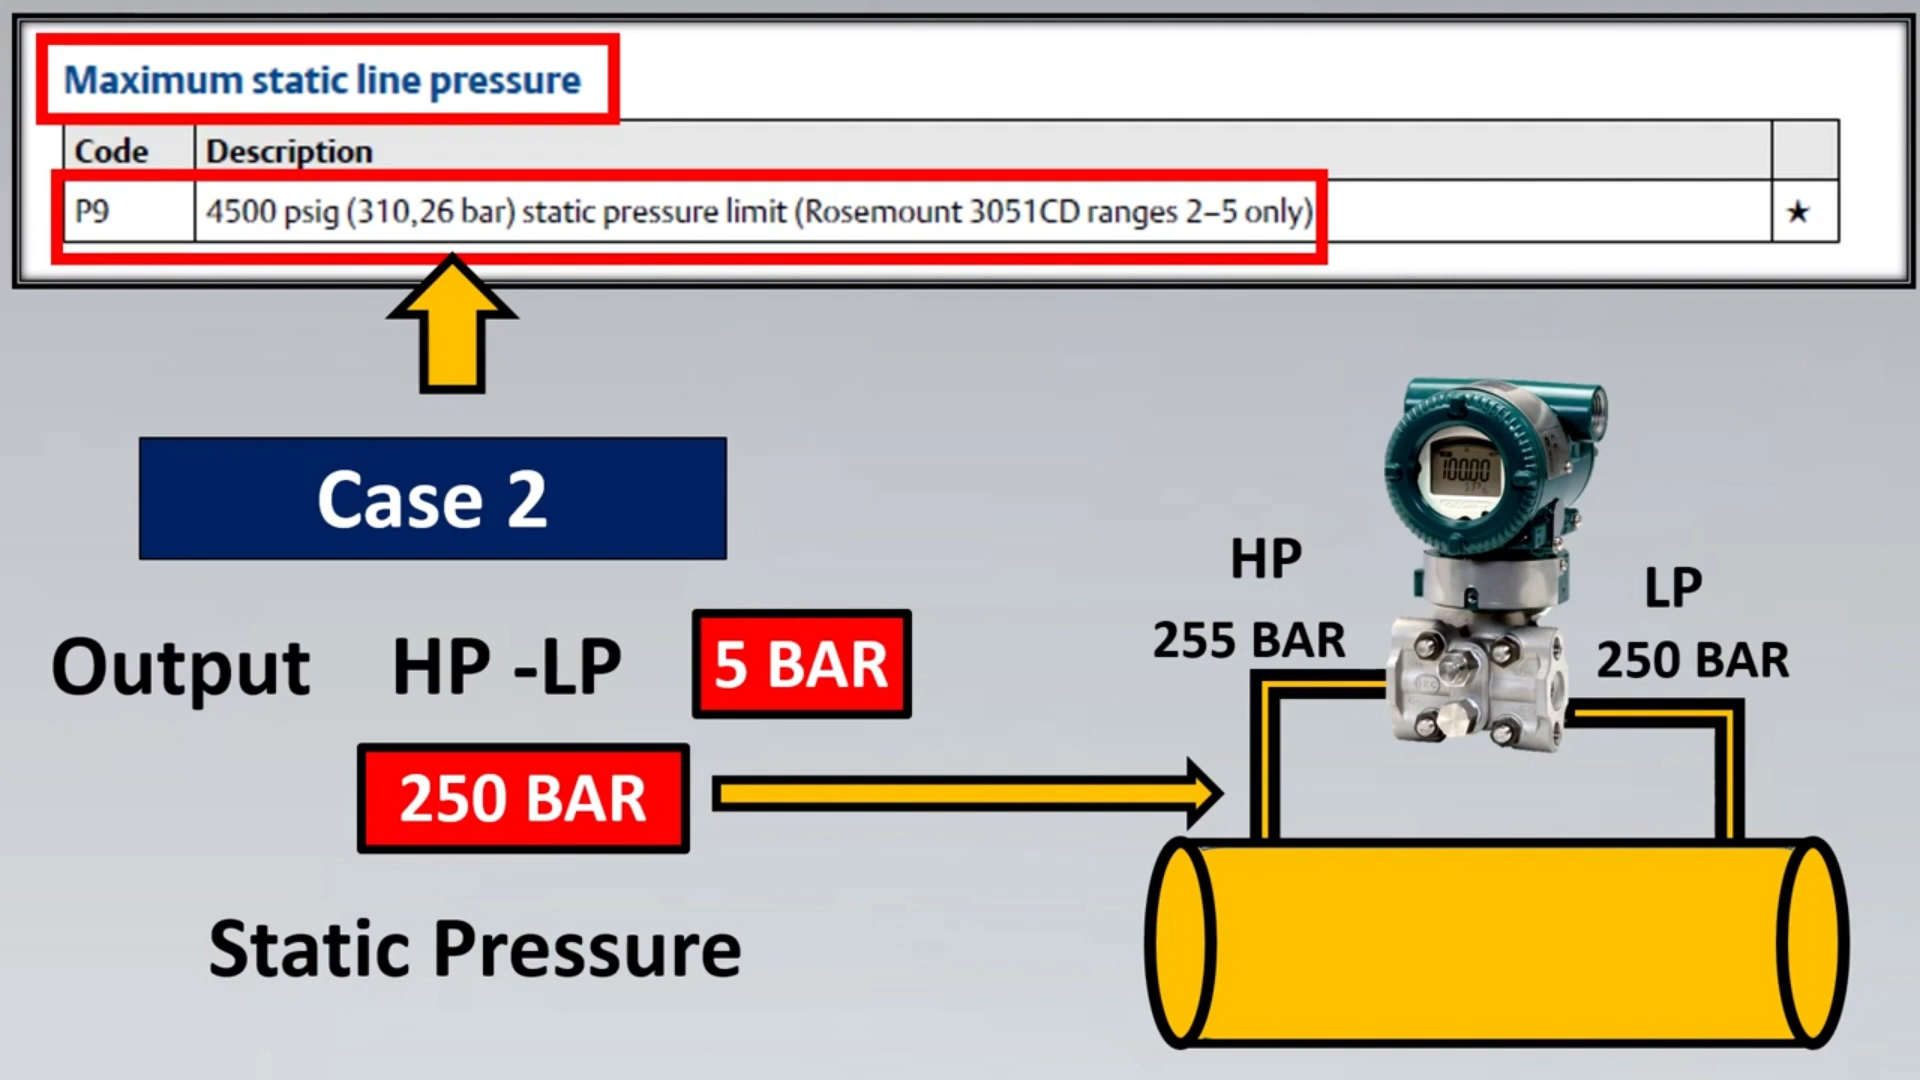 Maximum static line pressure
Code Description
P9 4500 psig (310,26 bar) static pressure limit (Rosemount 3051CD ranges 2–5 only) ★
Case 2
Output HP -LP 5 BAR
250 BAR
Static Pressure
HP
255 BAR
LP
250 BAR
100.00